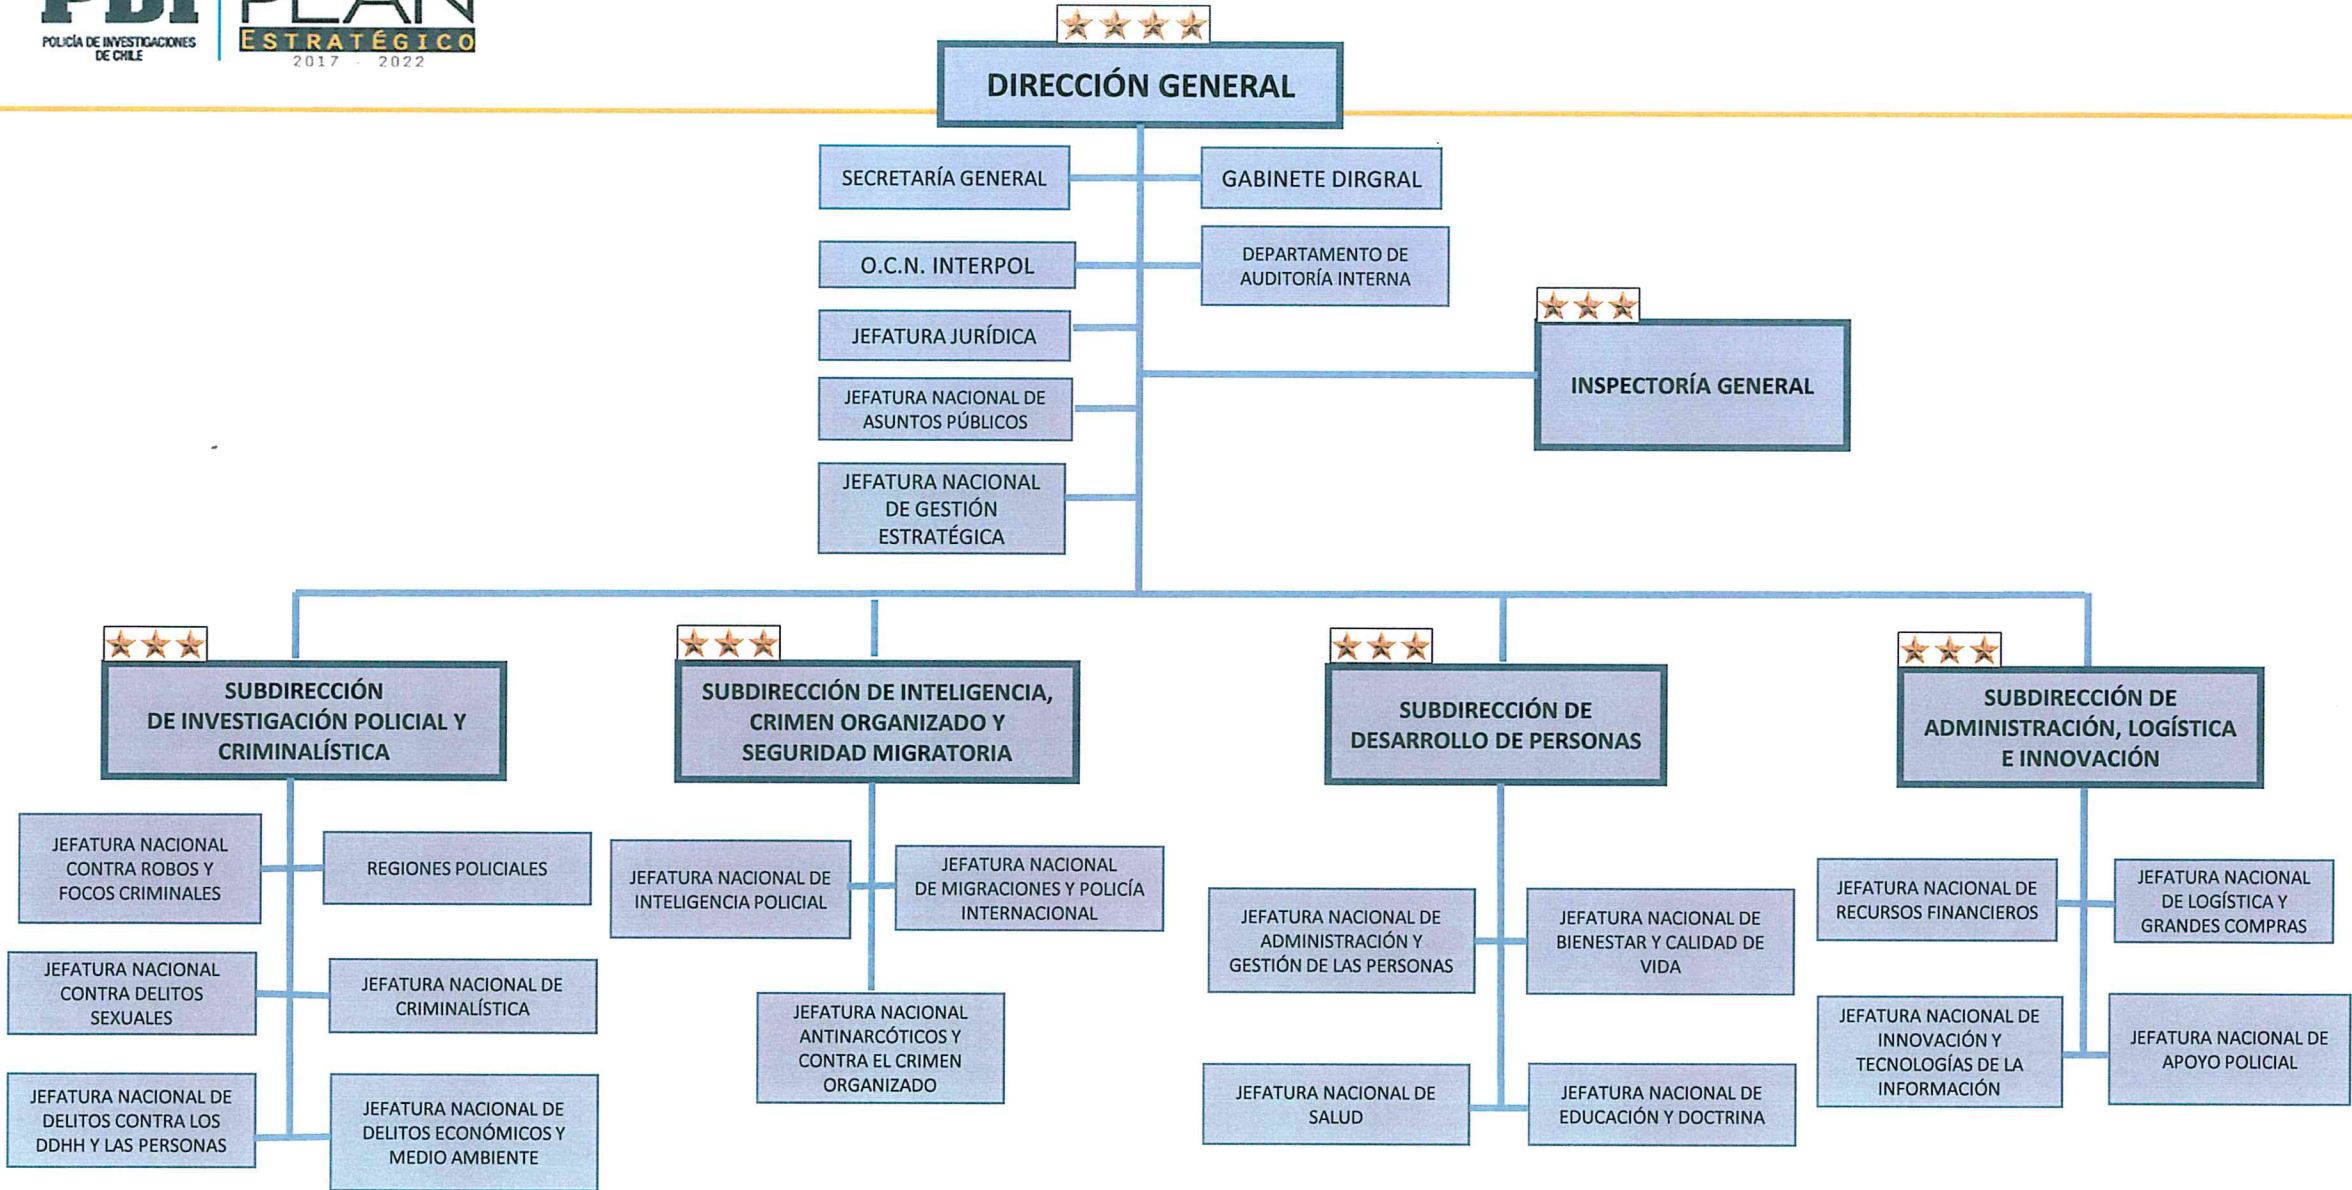 PDI
POLICÍA DE INVESTIGACIONES
DE CHILE
PLAN
ESTRATÉGICO
2017 - 2022
DIRECCIÓN GENERAL
SECRETARÍA GENERAL
GABINETE DIRGRAL
O.C.N. INTERPOL
DEPARTAMENTO DE
AUDITORÍA INTERNA
JEFATURA JURÍDICA
INSPECTORÍA GENERAL
JEFATURA NACIONAL DE
ASUNTOS PÚBLICOS
JEFATURA NACIONAL
DE GESTIÓN
ESTRATÉGICA
SUBDIRECCIÓN
DE INVESTIGACIÓN POLICIAL Y
CRIMINALÍSTICA
SUBDIRECCIÓN DE INTELIGENCIA,
CRIMEN ORGANIZADO Y
SEGURIDAD MIGRATORIA
SUBDIRECCIÓN DE
DESARROLLO DE PERSONAS
SUBDIRECCIÓN DE
ADMINISTRACIÓN, LOGÍSTICA
E INNOVACIÓN
JEFATURA NACIONAL
CONTRA ROBOS Y
FOCOS CRIMINALES
REGIONES POLICIALES
JEFATURA NACIONAL
CONTRA DELITOS
SEXUALES
JEFATURA NACIONAL DE
CRIMINALÍSTICA
JEFATURA NACIONAL DE
DELITOS CONTRA LOS
DDHH Y LAS PERSONAS
JEFATURA NACIONAL DE
DELITOS ECONÓMICOS Y
MEDIO AMBIENTE
JEFATURA NACIONAL DE
INTELIGENCIA POLICIAL
JEFATURA NACIONAL
DE MIGRACIONES Y POLICÍA
INTERNACIONAL
JEFATURA NACIONAL
ANTINARCÓTICOS Y
CONTRA EL CRIMEN
ORGANIZADO
JEFATURA NACIONAL DE
ADMINISTRACIÓN Y
GESTIÓN DE LAS PERSONAS
JEFATURA NACIONAL DE
BIENESTAR Y CALIDAD DE
VIDA
JEFATURA NACIONAL DE
SALUD
JEFATURA NACIONAL DE
EDUCACIÓN Y DOCTRINA
JEFATURA NACIONAL DE
RECURSOS FINANCIEROS
JEFATURA NACIONAL
DE LOGÍSTICA Y
GRANDES COMPRAS
JEFATURA NACIONAL DE
INNOVACIÓN Y
TECNOLOGÍAS DE LA
INFORMACIÓN
JEFATURA NACIONAL DE
APOYO POLICIAL